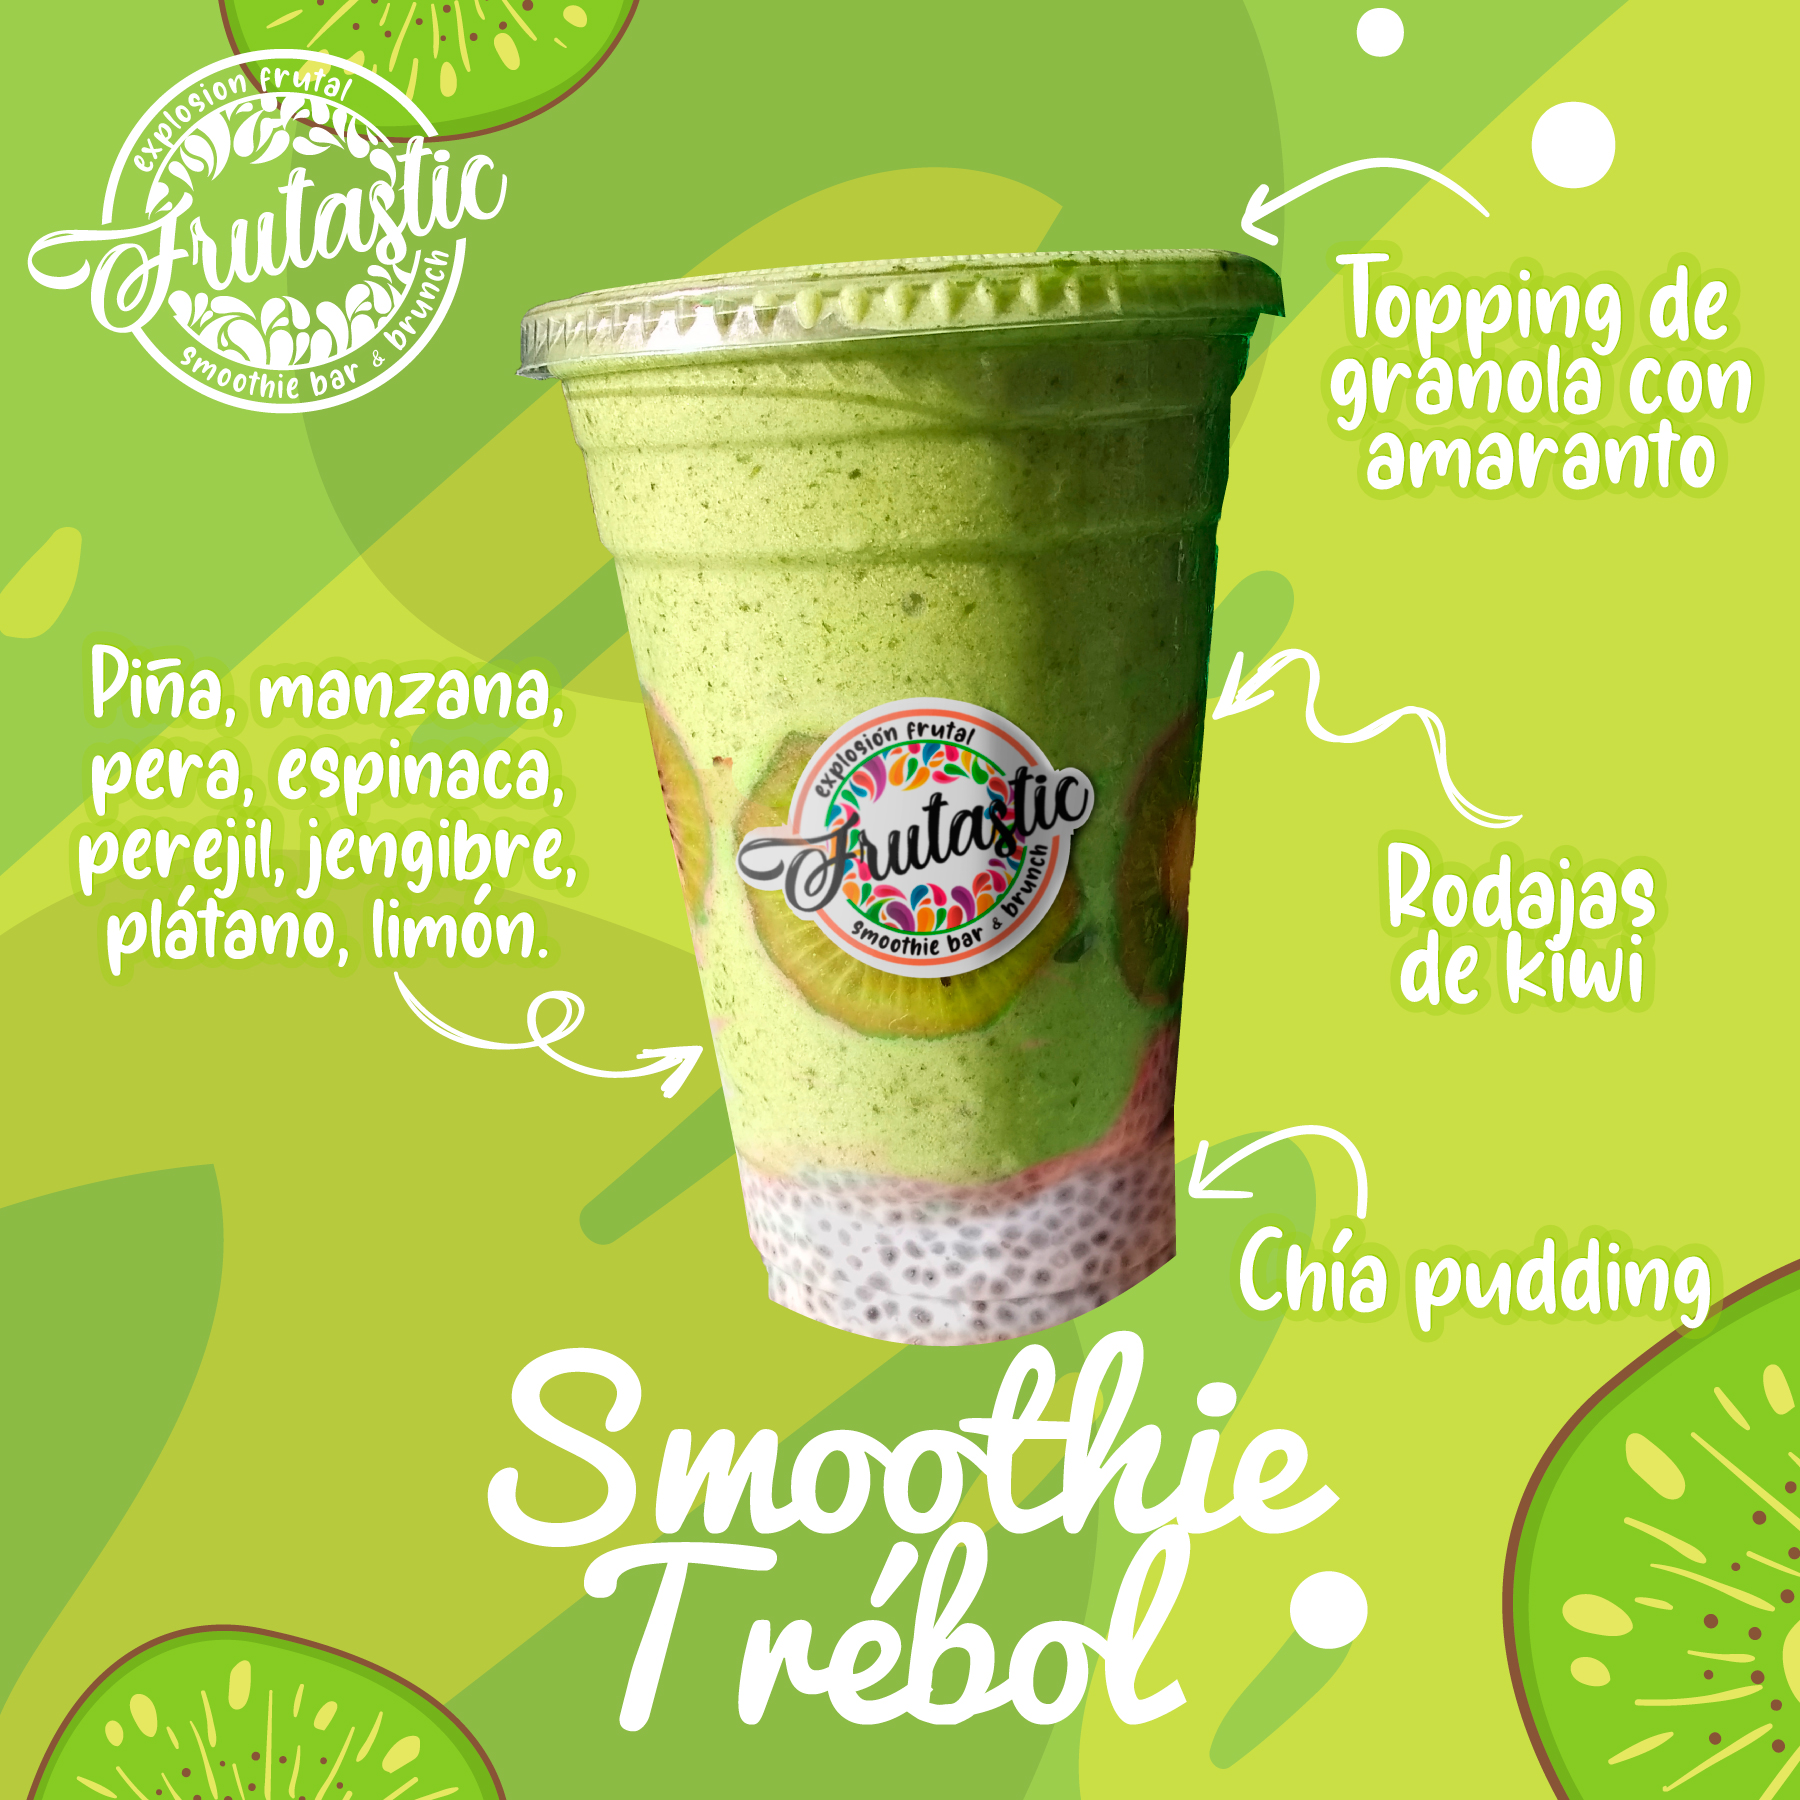 explosion frutal
Frutastic
smoothie bar & brunch
Topping de
granola con
amaranto
Piña, manzana,
pera, espinaca,
perejil, jengibre,
plátano, limón.
explosión frutal
Frutastic
smoothie bar & brunch
Rodajas
de kiwi
Chía pudding
Smoothie
Trébol